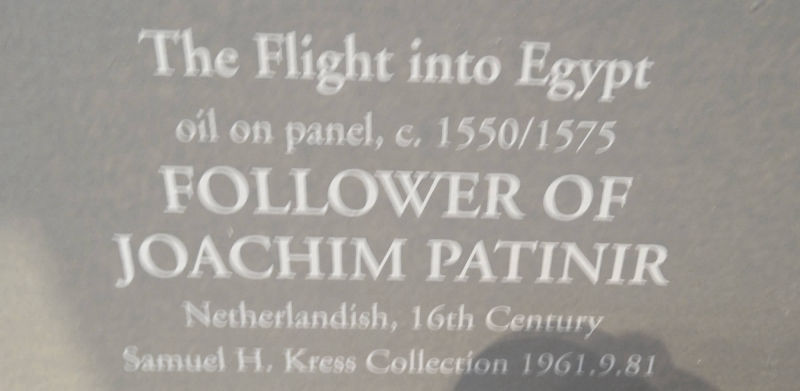 The Flight into Egypt
oil on panel, c. 1550/1575
FOLLOWER OF
JOACHIM PATINIR
Netherlandish, 16th Century
Samuel H. Kress Collection 1961.9.81